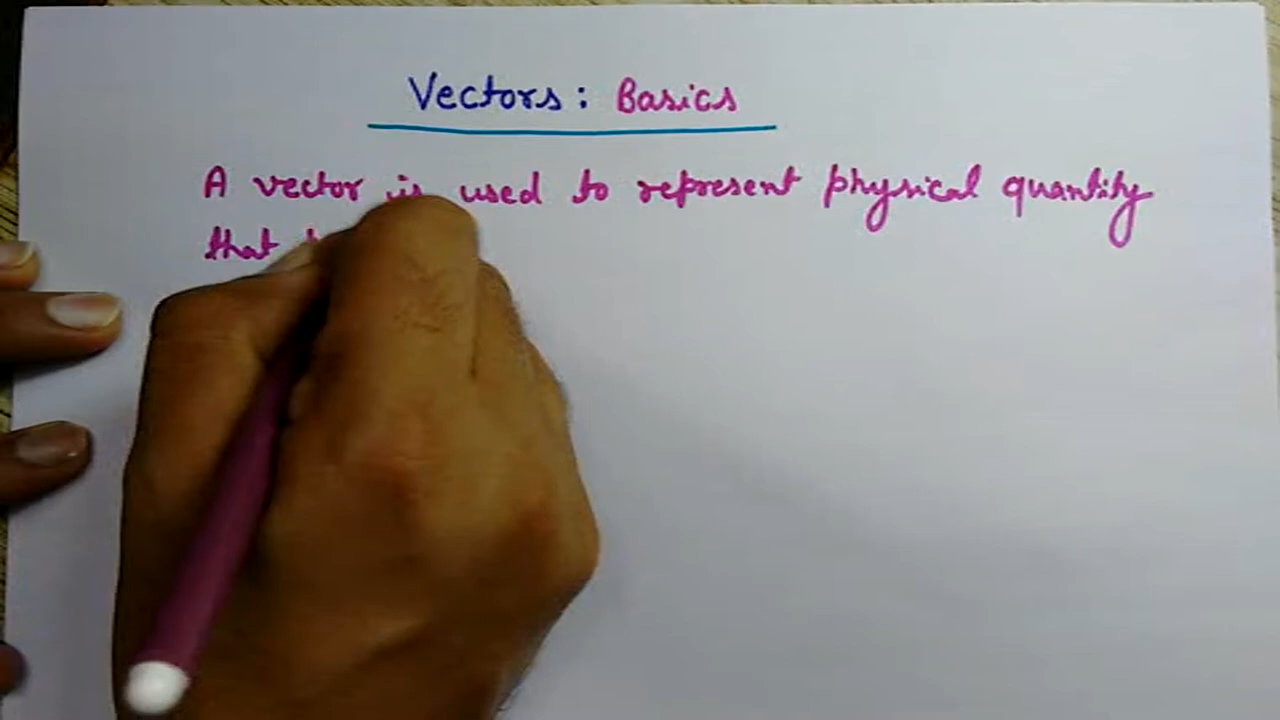 Vectors: Basics
A vector is used to represent physical quantity
that